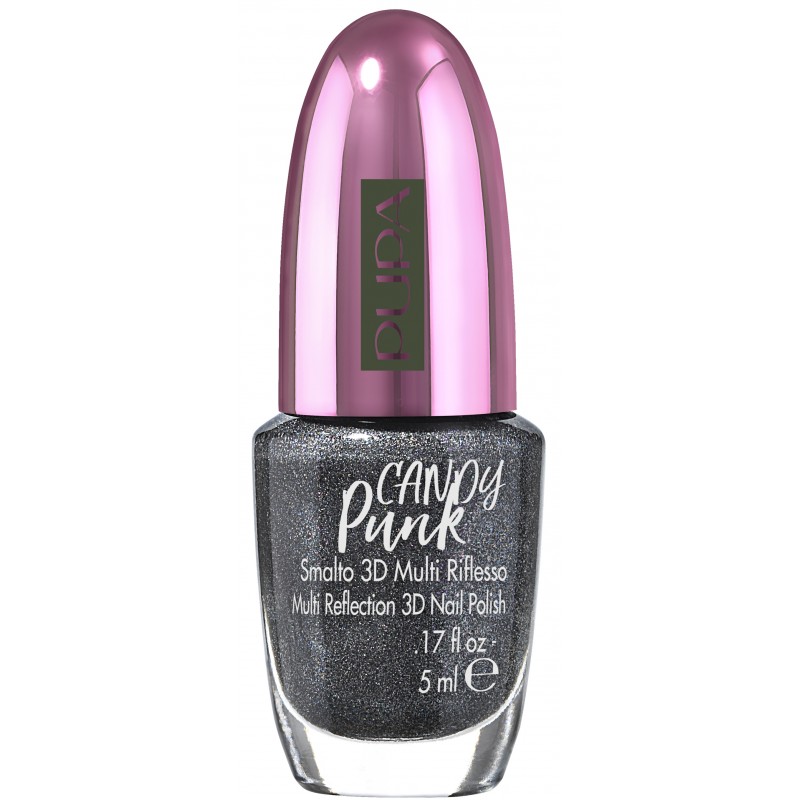 PUPA
CANDY
Punk
Smalto 3D Multi Riflesso
Multi Reflection 3D Nail Polish
.17 fl oz -
5 ml e